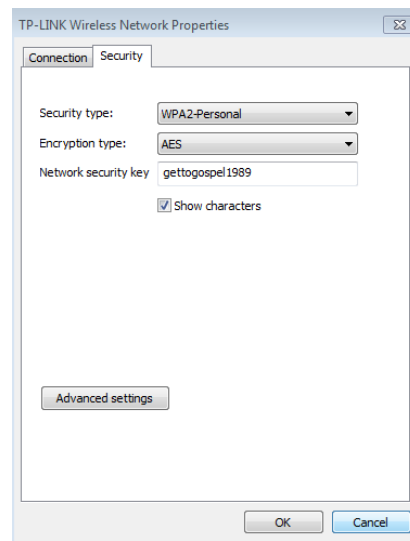 TP-LINK Wireless Network Properties
Connection Security
Security type: WPA2-Personal
Encryption type: AES
Network security key gettogospel1989
Show characters
Advanced settings
OK Cancel